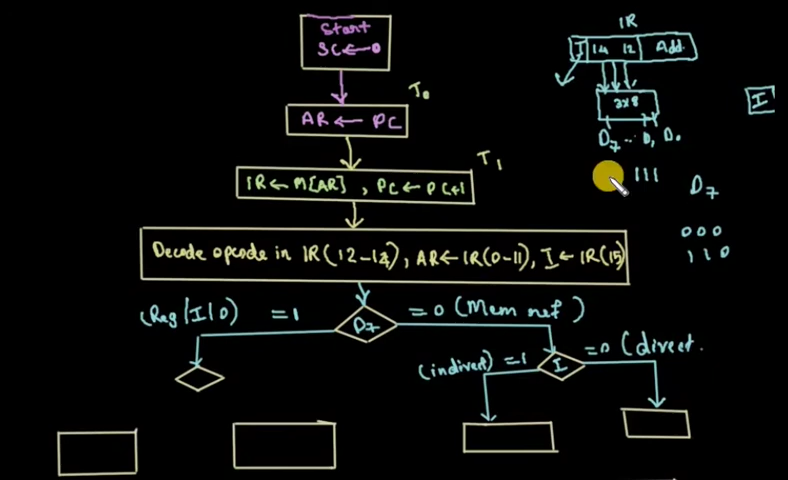 Start
SC ← 0
T₀
AR ← PC
T₁
IR ← M[AR] , PC ← PC+1
Decode opcode in IR(12-14), AR ← IR(0-11), I ← IR(15)
(Reg/I/O) =1
D₇
=0 (Mem ref)
(indirect) =1
I
=0 (direct.
IR
I 14 12 Add.
3x8
D₇ .. D₁ D₀
111
D₇
000
110
I